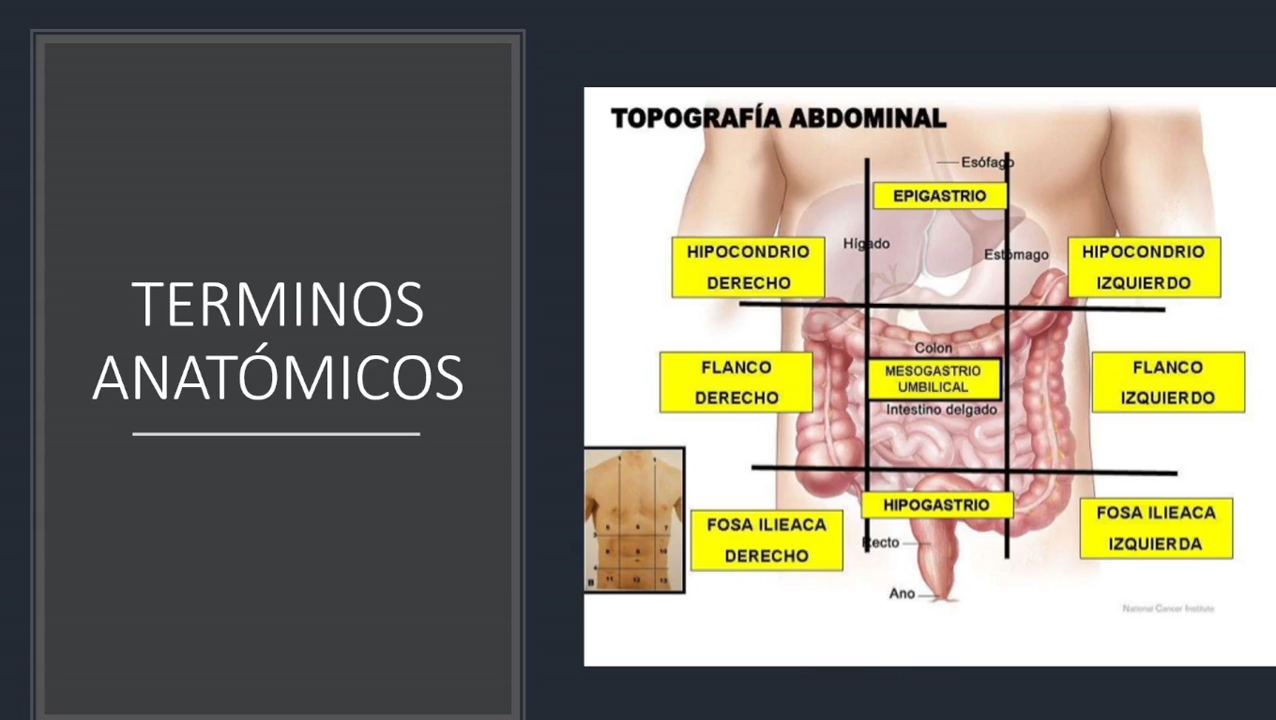 TERMINOS
ANATÓMICOS
TOPOGRAFÍA ABDOMINAL
Esófago
EPIGASTRIO
Hígado
Estómago
HIPOCONDRIO
DERECHO
HIPOCONDRIO
IZQUIERDO
Colon
FLANCO
DERECHO
MESOGASTRIO
UMBILICAL
FLANCO
IZQUIERDO
Intestino delgado
HIPOGASTRIO
FOSA ILIEACA
DERECHO
FOSA ILIEACA
IZQUIERDA
Recto
Ano
National Cancer Institute
B